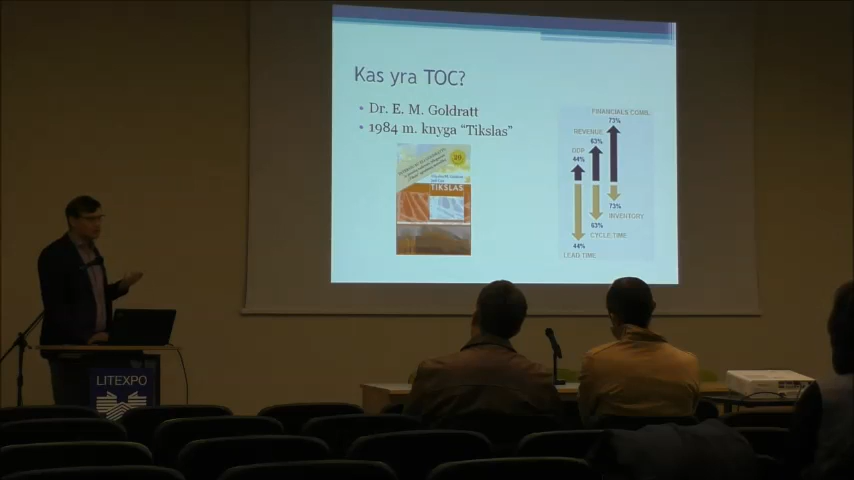 Kas yra TOC?
• Dr. E. M. Goldratt
• 1984 m. knyga “Tikslas”
20
TIKSLAS
FINANCIALS COMB.
73%
REVENUE
63%
ODP
44%
73%
INVENTORY
63%
CYCLE TIME
44%
LEAD TIME
LITEXPO